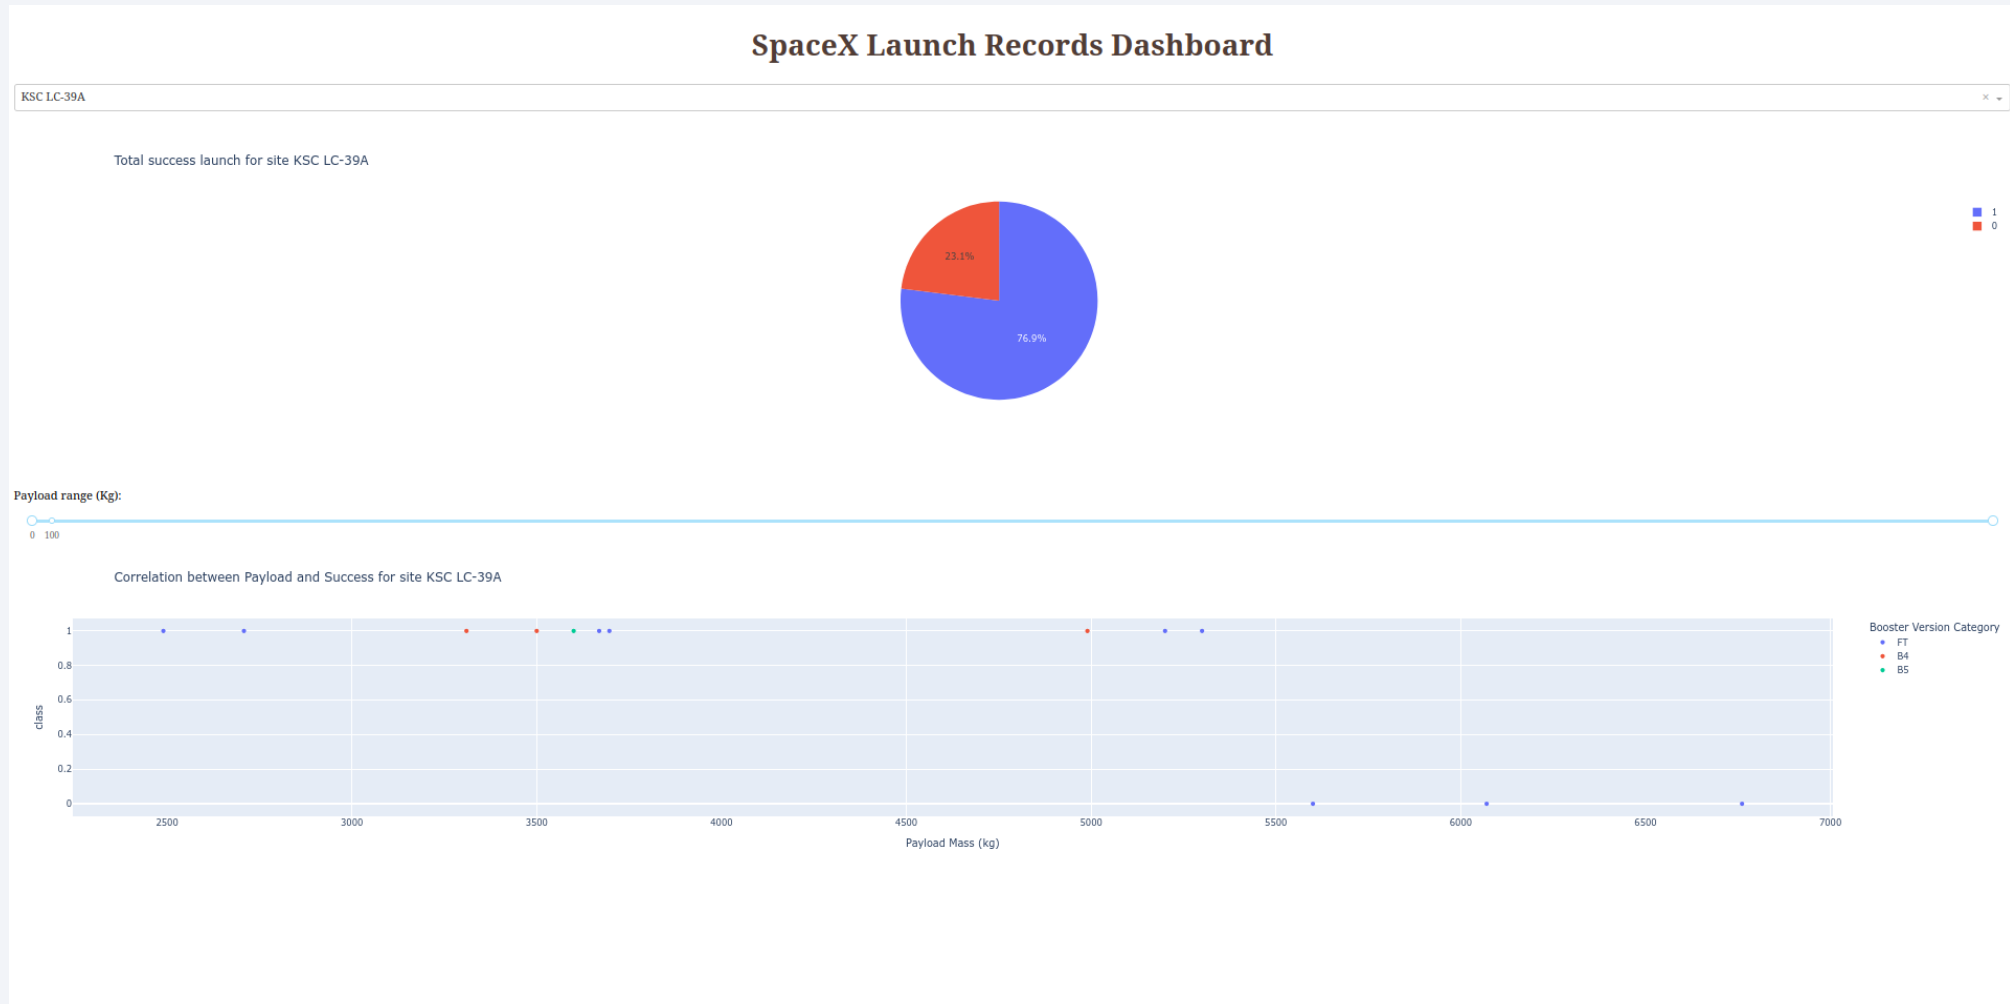 SpaceX Launch Records Dashboard
KSC LC-39A
Total success launch for site KSC LC-39A
1
0
23.1%
76.9%
Payload range (Kg):
0 100
Correlation between Payload and Success for site KSC LC-39A
Booster Version Category
FT
B4
B5
1
0.8
0.6
0.4
0.2
0
class
2500 3000 3500 4000 4500 5000 5500 6000 6500 7000
Payload Mass (kg)